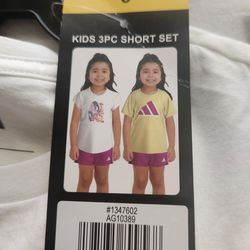 KIDS 3PC SHORT SET
#1347602
AG10389